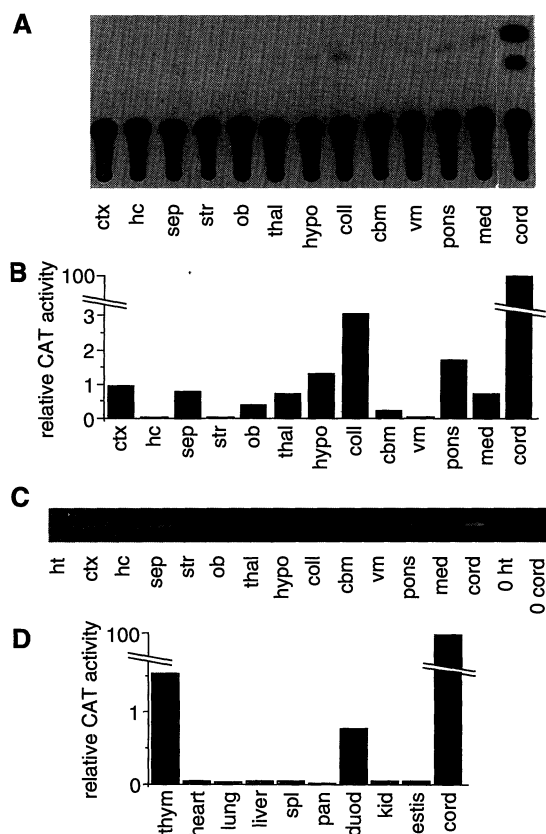 A
ctx hc sep str ob thal hypo coll cbm vm pons med cord
B
relative CAT activity
100
3
2
1
0
ctx hc sep str ob thal hypo coll cbm vm pons med cord
C
ht ctx hc sep str ob thal hypo coll cbm vm pons med cord 0 ht 0 cord
D
relative CAT activity
100
1
0
thym heart lung liver spl pan duod kid estis cord